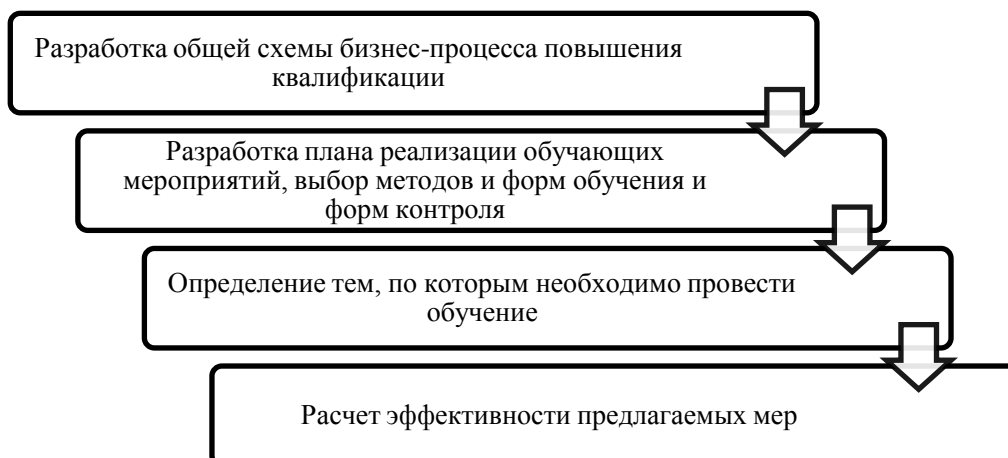 Разработка общей схемы бизнес-процесса повышения
квалификации
Разработка плана реализации обучающих
мероприятий, выбор методов и форм обучения и
форм контроля
Определение тем, по которым необходимо провести
обучение
Расчет эффективности предлагаемых мер